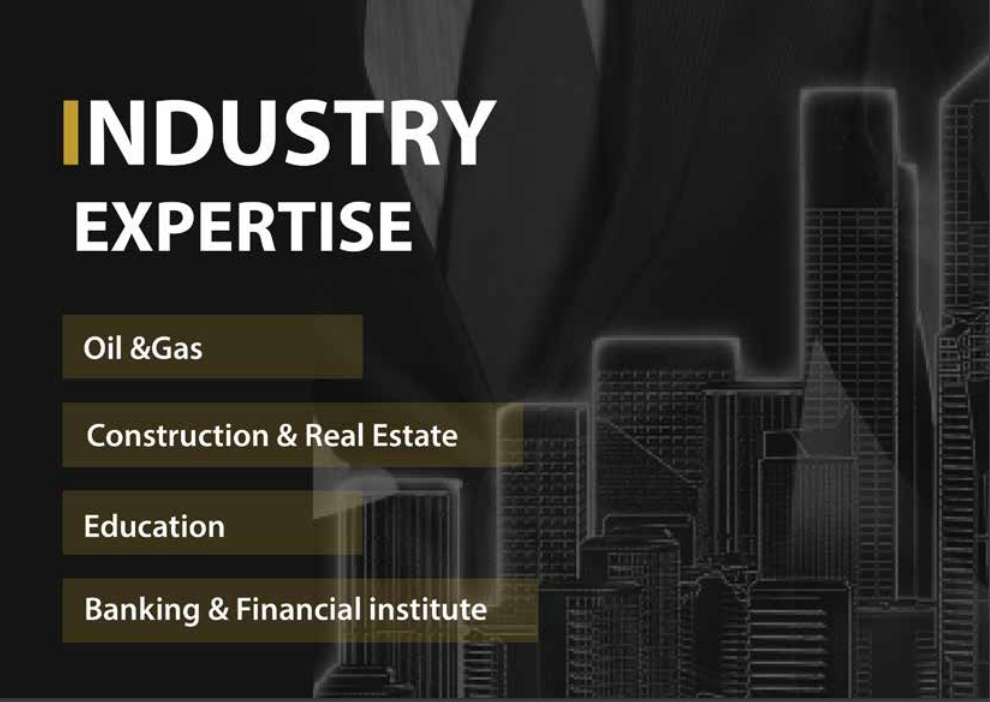 INDUSTRY
EXPERTISE
Oil &Gas
Construction & Real Estate
Education
Banking & Financial institute